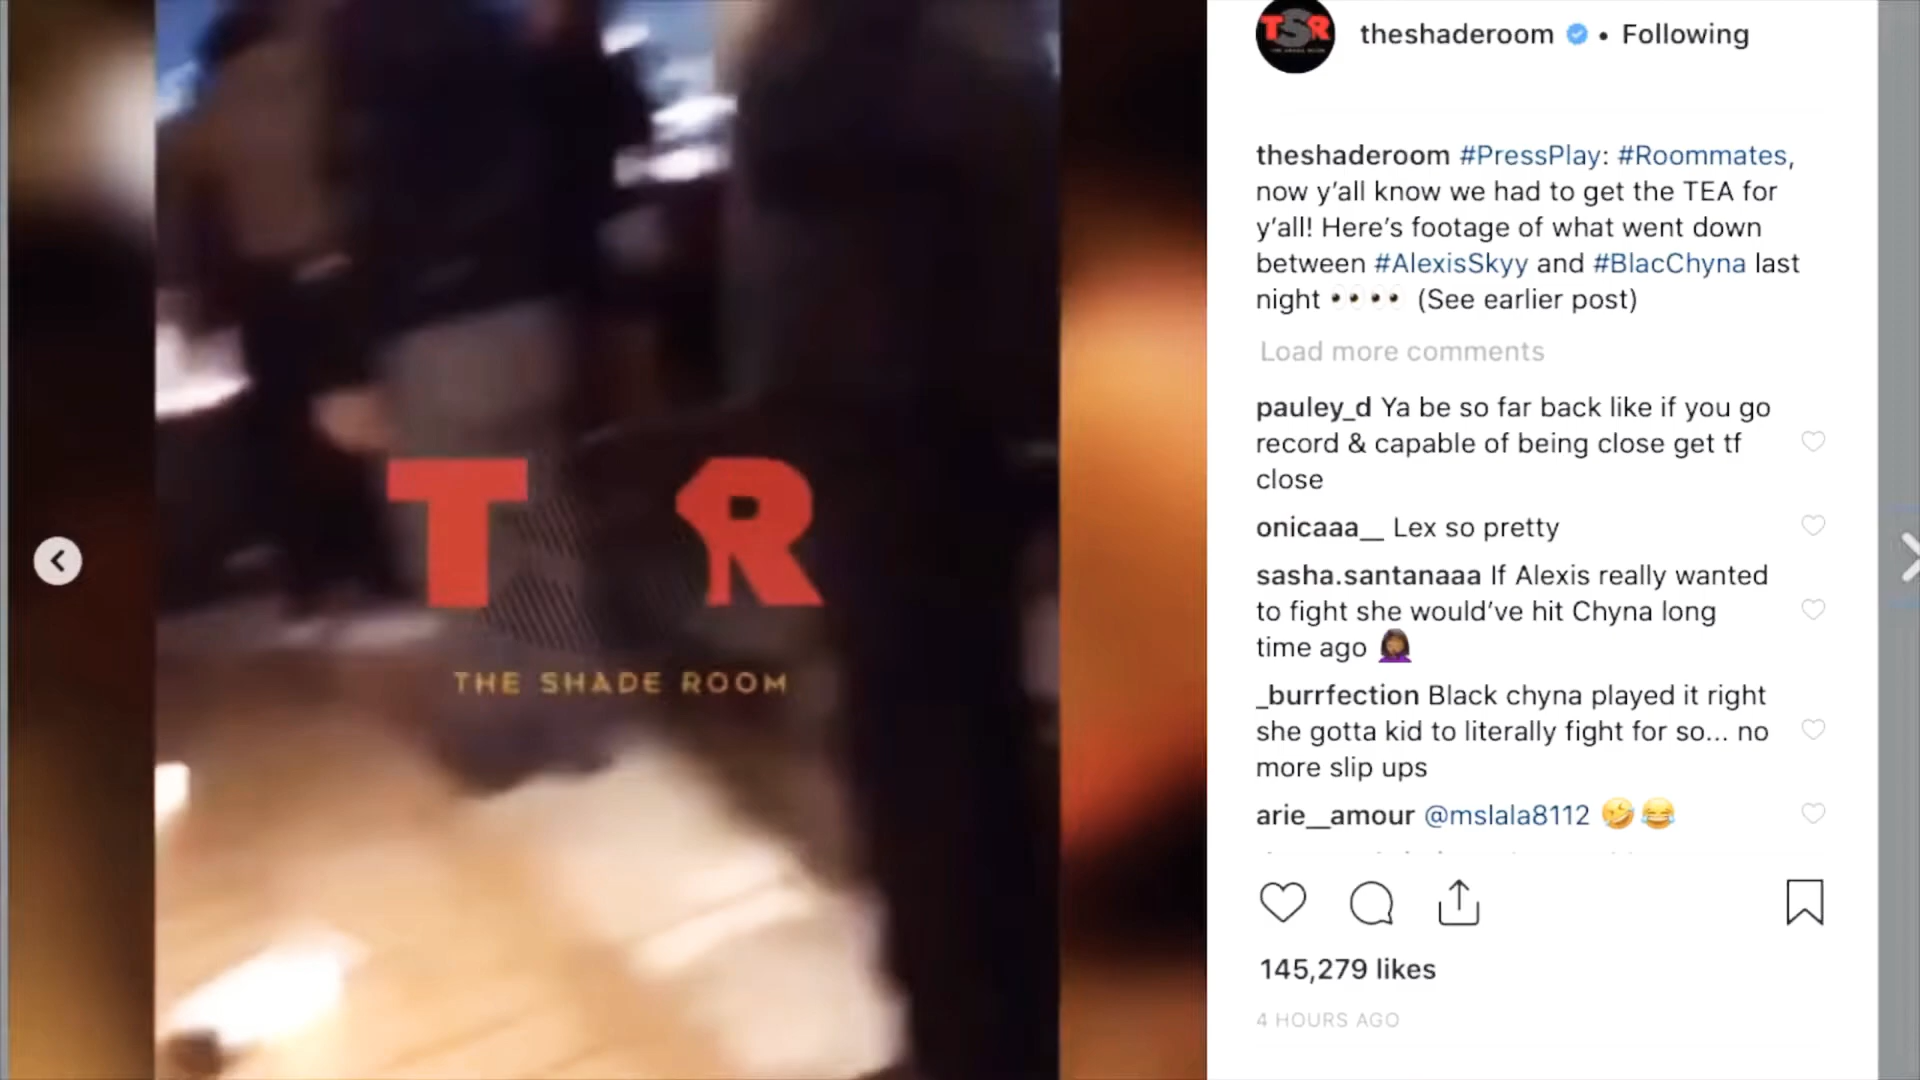 TSR
theshaderoom • Following
theshaderoom #PressPlay: #Roommates,
now y’all know we had to get the TEA for
y’all! Here’s footage of what went down
between #AlexisSkyy and #BlacChyna last
night 👀👀 (See earlier post)
Load more comments
pauley_d Ya be so far back like if you go
record & capable of being close get tf
close
onicaaa__ Lex so pretty
sasha.santanaaa If Alexis really wanted
to fight she would’ve hit Chyna long
time ago 🤦🏾‍♀️
_burrfection Black chyna played it right
she gotta kid to literally fight for so... no
more slip ups
arie__amour @mslala8112 🤣😂
145,279 likes
4 HOURS AGO
T R
THE SHADE ROOM